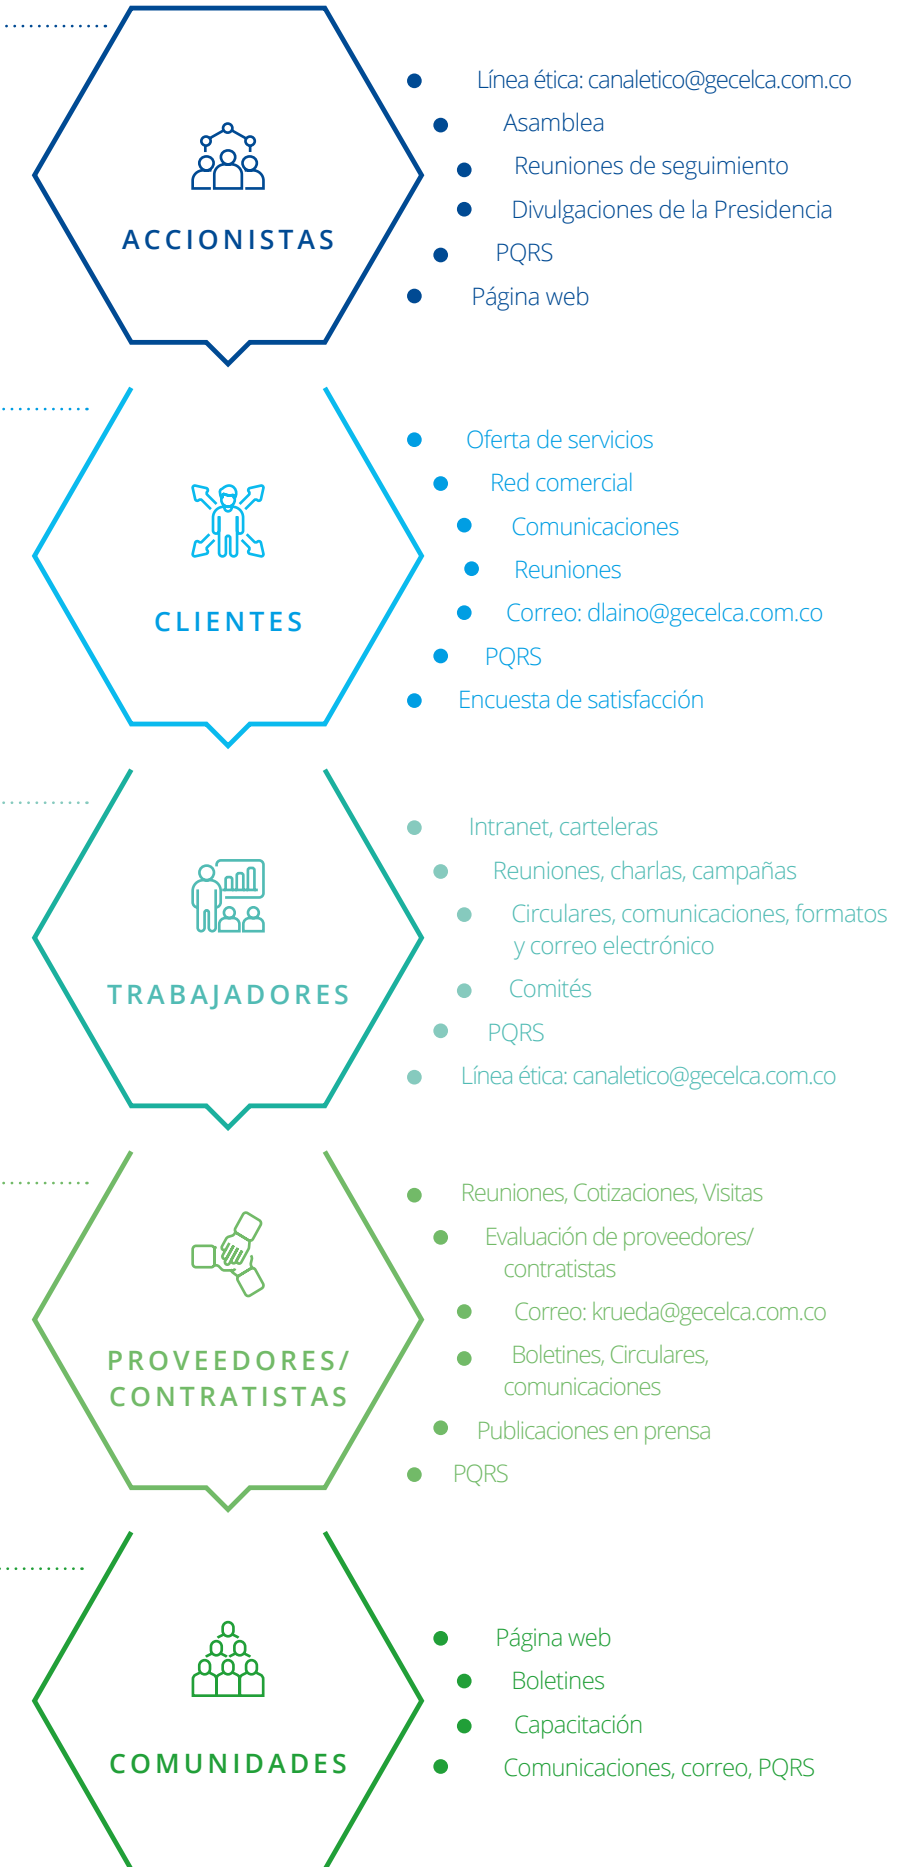 ACCIONISTAS
Línea ética: canaletico@gecelca.com.co
Asamblea
Reuniones de seguimiento
Divulgaciones de la Presidencia
PQRS
Página web
CLIENTES
Oferta de servicios
Red comercial
Comunicaciones
Reuniones
Correo: dlaino@gecelca.com.co
PQRS
Encuesta de satisfacción
TRABAJADORES
Intranet, carteleras
Reuniones, charlas, campañas
Circulares, comunicaciones, formatos
y correo electrónico
Comités
PQRS
Línea ética: canaletico@gecelca.com.co
PROVEEDORES/
CONTRATISTAS
Reuniones, Cotizaciones, Visitas
Evaluación de proveedores/
contratistas
Correo: krueda@gecelca.com.co
Boletines, Circulares,
comunicaciones
Publicaciones en prensa
PQRS
COMUNIDADES
Página web
Boletines
Capacitación
Comunicaciones, correo, PQRS